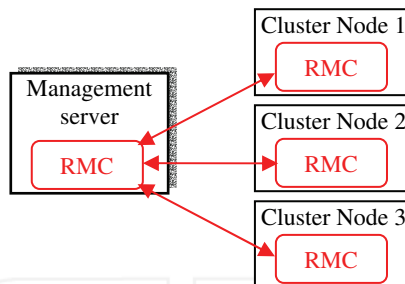 Management
server
RMC
Cluster Node 1
RMC
Cluster Node 2
RMC
Cluster Node 3
RMC